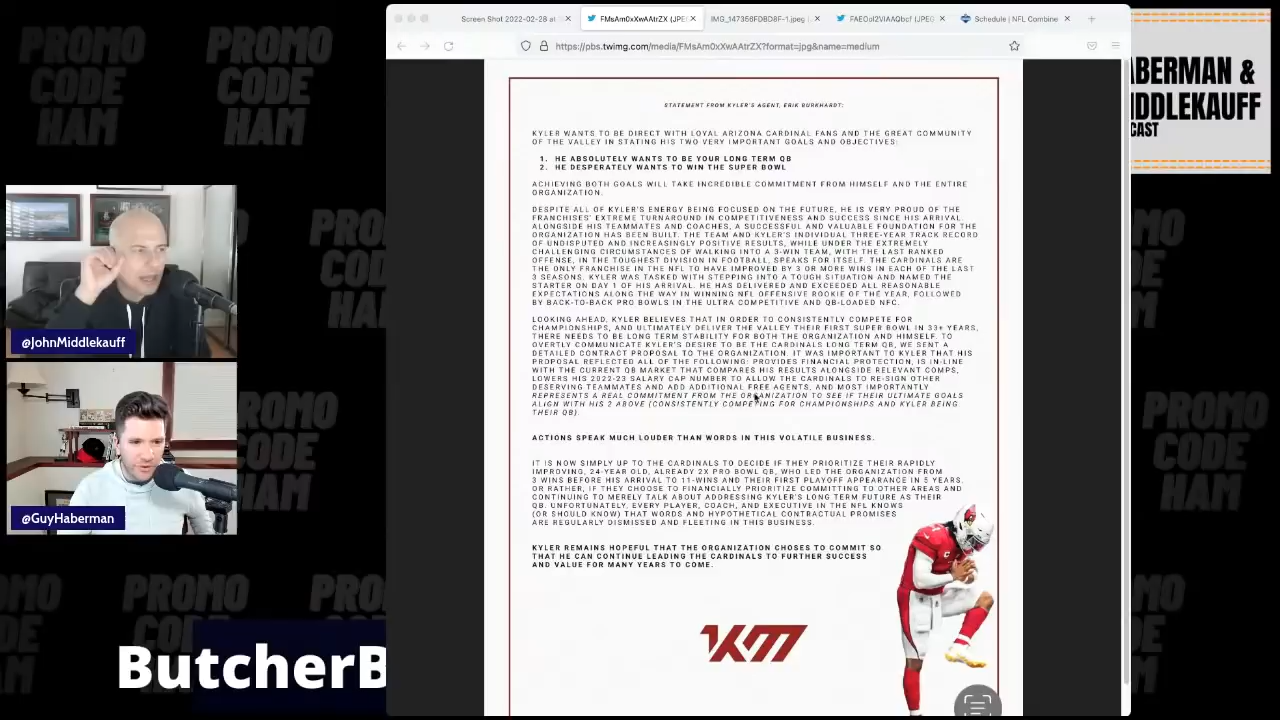 Screen Shot 2022-02-28 at
FMsAm0xXwAAtrZX (JPE
IMG_147356FDBD8F-1.jpeg
FAEOpI2VIAAQbcf (JPEG
Schedule | NFL Combine
https://pbs.twimg.com/media/FMsAm0xXwAAtrZX?format=jpg&name=medium
STATEMENT FROM KYLER'S AGENT, ERIK BURKHARDT:
KYLER WANTS TO BE DIRECT WITH LOYAL ARIZONA CARDINAL FANS AND THE GREAT COMMUNITY
OF THE VALLEY IN STATING HIS TWO VERY IMPORTANT GOALS AND OBJECTIVES:
1. HE ABSOLUTELY WANTS TO BE YOUR LONG TERM QB
2. HE DESPERATELY WANTS TO WIN THE SUPER BOWL
ACHIEVING BOTH GOALS WILL TAKE INCREDIBLE COMMITMENT FROM HIMSELF AND THE ENTIRE
ORGANIZATION.
DESPITE ALL OF KYLER'S ENERGY BEING FOCUSED ON THE FUTURE, HE IS VERY PROUD OF THE
FRANCHISES' EXTREME TURNAROUND IN COMPETITIVENESS AND SUCCESS SINCE HIS ARRIVAL.
ALONGSIDE HIS TEAMMATES AND COACHES, A SUCCESSFUL AND VALUABLE FOUNDATION FOR THE
ORGANIZATION HAS BEEN BUILT. THE TEAM AND KYLER'S INDIVIDUAL THREE-YEAR TRACK RECORD
OF UNDISPUTED AND INCREASINGLY POSITIVE RESULTS, WHILE UNDER THE EXTREMELY
CHALLENGING CIRCUMSTANCES OF WALKING INTO A 3-WIN TEAM, WITH THE LAST RANKED
OFFENSE, IN THE TOUGHEST DIVISION IN FOOTBALL, SPEAKS FOR ITSELF. THE CARDINALS ARE
THE ONLY FRANCHISE IN THE NFL TO HAVE IMPROVED BY 3 OR MORE WINS IN EACH OF THE LAST
3 SEASONS. KYLER WAS TASKED WITH STEPPING INTO A TOUGH SITUATION AND NAMED THE
STARTER ON DAY 1 OF HIS ARRIVAL. HE HAS DELIVERED AND EXCEEDED ALL REASONABLE
EXPECTATIONS ALONG THE WAY IN WINNING NFL OFFENSIVE ROOKIE OF THE YEAR, FOLLOWED
BY BACK-TO-BACK PRO BOWLS IN THE ULTRA COMPETITIVE AND QB-LOADED NFC.
LOOKING AHEAD, KYLER BELIEVES THAT IN ORDER TO CONSISTENTLY COMPETE FOR
CHAMPIONSHIPS, AND ULTIMATELY DELIVER THE VALLEY THEIR FIRST SUPER BOWL IN 33+ YEARS,
THERE NEEDS TO BE LONG TERM STABILITY FOR BOTH THE ORGANIZATION AND HIMSELF. TO
OVERTLY COMMUNICATE KYLER'S DESIRE TO BE THE CARDINALS LONG TERM QB, WE SENT A
DETAILED CONTRACT PROPOSAL TO THE ORGANIZATION. IT WAS IMPORTANT TO KYLER THAT HIS
PROPOSAL REFLECTED ALL OF THE FOLLOWING: PROVIDES FINANCIAL PROTECTION, IS IN-LINE
WITH THE CURRENT QB MARKET THAT COMPARES HIS RESULTS ALONGSIDE RELEVANT COMPS,
LOWERS HIS 2022-23 SALARY CAP NUMBER TO ALLOW THE CARDINALS TO RE-SIGN OTHER
DESERVING TEAMMATES AND ADD ADDITIONAL FREE AGENTS, AND MOST IMPORTANTLY
REPRESENTS A REAL COMMITMENT FROM THE ORGANIZATION TO SEE IF THEIR ULTIMATE GOALS
ALIGN WITH HIS 2 ABOVE (CONSISTENTLY COMPETING FOR CHAMPIONSHIPS AND KYLER BEING
THEIR QB).
ACTIONS SPEAK MUCH LOUDER THAN WORDS IN THIS VOLATILE BUSINESS.
IT IS NOW SIMPLY UP TO THE CARDINALS TO DECIDE IF THEY PRIORITIZE THEIR RAPIDLY
IMPROVING, 24-YEAR OLD, ALREADY 2X PRO BOWL QB, WHO LED THE ORGANIZATION FROM
3 WINS BEFORE HIS ARRIVAL TO 11-WINS AND THEIR FIRST PLAYOFF APPEARANCE IN 5 YEARS.
OR RATHER, IF THEY CHOOSE TO FINANCIALLY PRIORITIZE COMMITTING TO OTHER AREAS AND
CONTINUING TO MERELY TALK ABOUT ADDRESSING KYLER'S LONG TERM FUTURE AS THEIR
QB. UNFORTUNATELY, EVERY PLAYER, COACH, AND EXECUTIVE IN THE NFL KNOWS
(OR SHOULD KNOW) THAT WORDS AND HYPOTHETICAL CONTRACTUAL PROMISES
ARE REGULARLY DISMISSED AND FLEETING IN THIS BUSINESS.
KYLER REMAINS HOPEFUL THAT THE ORGANIZATION CHOSES TO COMMIT SO
THAT HE CAN CONTINUE LEADING THE CARDINALS TO FURTHER SUCCESS
AND VALUE FOR MANY YEARS TO COME.
KM
ABERMAN &
IDDLEKAUFF
CAST
@JohnMiddlekauff
@GuyHaberman
ButcherB
PROMO
CODE
HAM